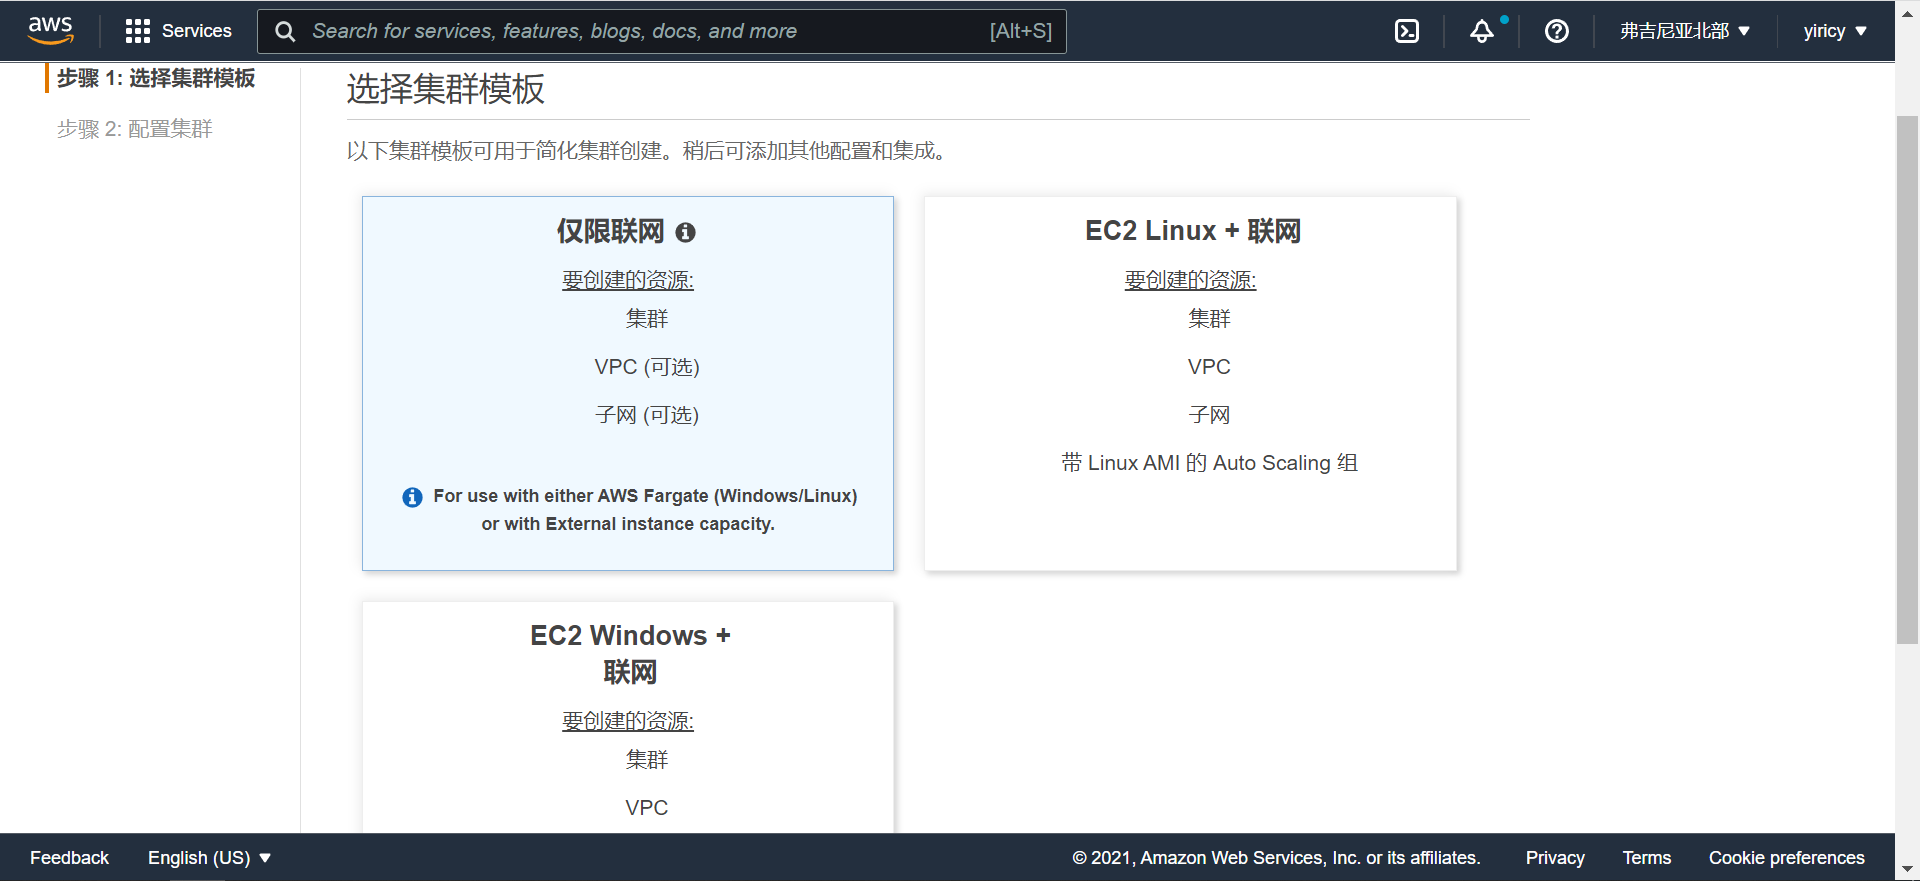 aws
Services
Search for services, features, blogs, docs, and more
[Alt+S]
弗吉尼亚北部
yiricy
步骤 1: 选择集群模板
步骤 2: 配置集群
选择集群模板
以下集群模板可用于简化集群创建。稍后可添加其他配置和集成。
仅限联网
要创建的资源:
集群
VPC (可选)
子网 (可选)
For use with either AWS Fargate (Windows/Linux)
or with External instance capacity.
EC2 Linux + 联网
要创建的资源:
集群
VPC
子网
带 Linux AMI 的 Auto Scaling 组
EC2 Windows +
联网
要创建的资源:
集群
VPC
Feedback
English (US)
© 2021, Amazon Web Services, Inc. or its affiliates.
Privacy
Terms
Cookie preferences